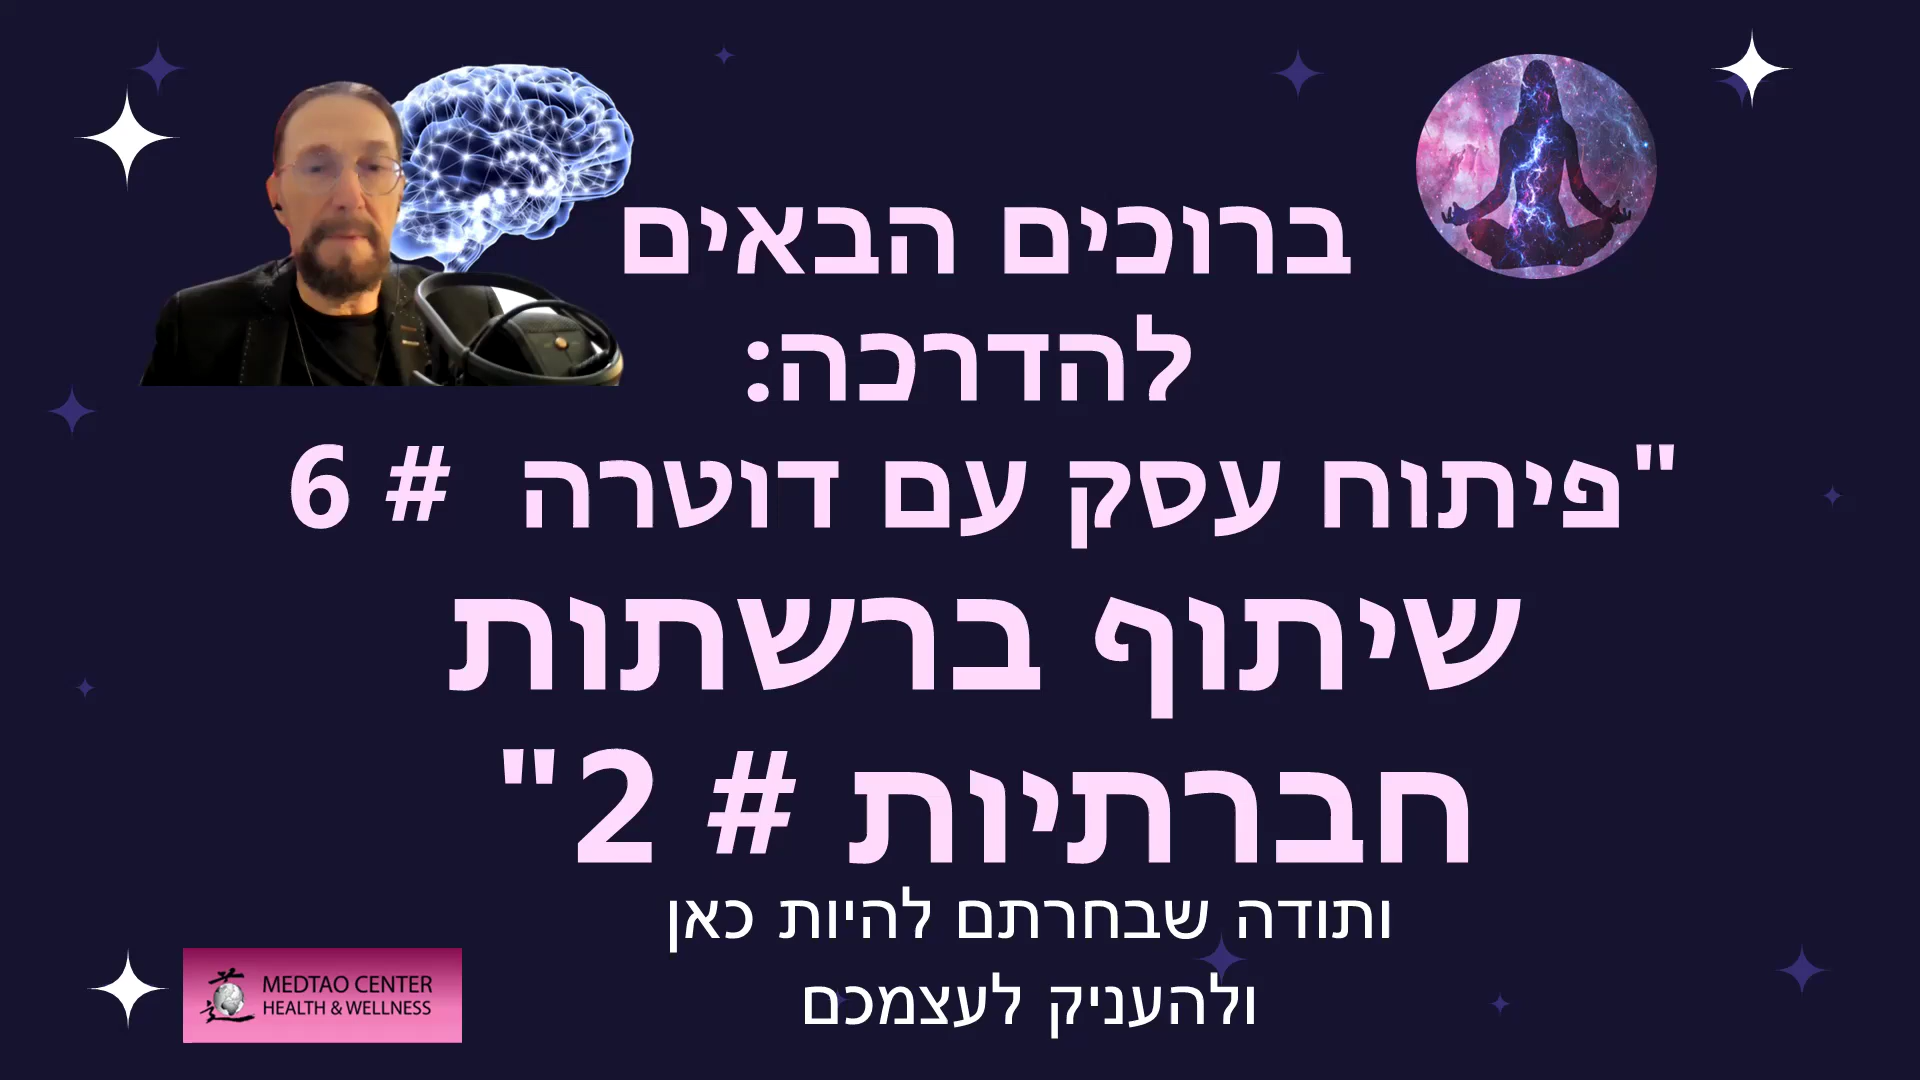 ברוכים הבאים
להדרכה:
"פיתוח עסק עם דוטרה # 6
שיתוף ברשתות
חברתיות # 2"
ותודה שבחרתם להיות כאן
ולהעניק לעצמכם
MEDTAO CENTER
HEALTH & WELLNESS